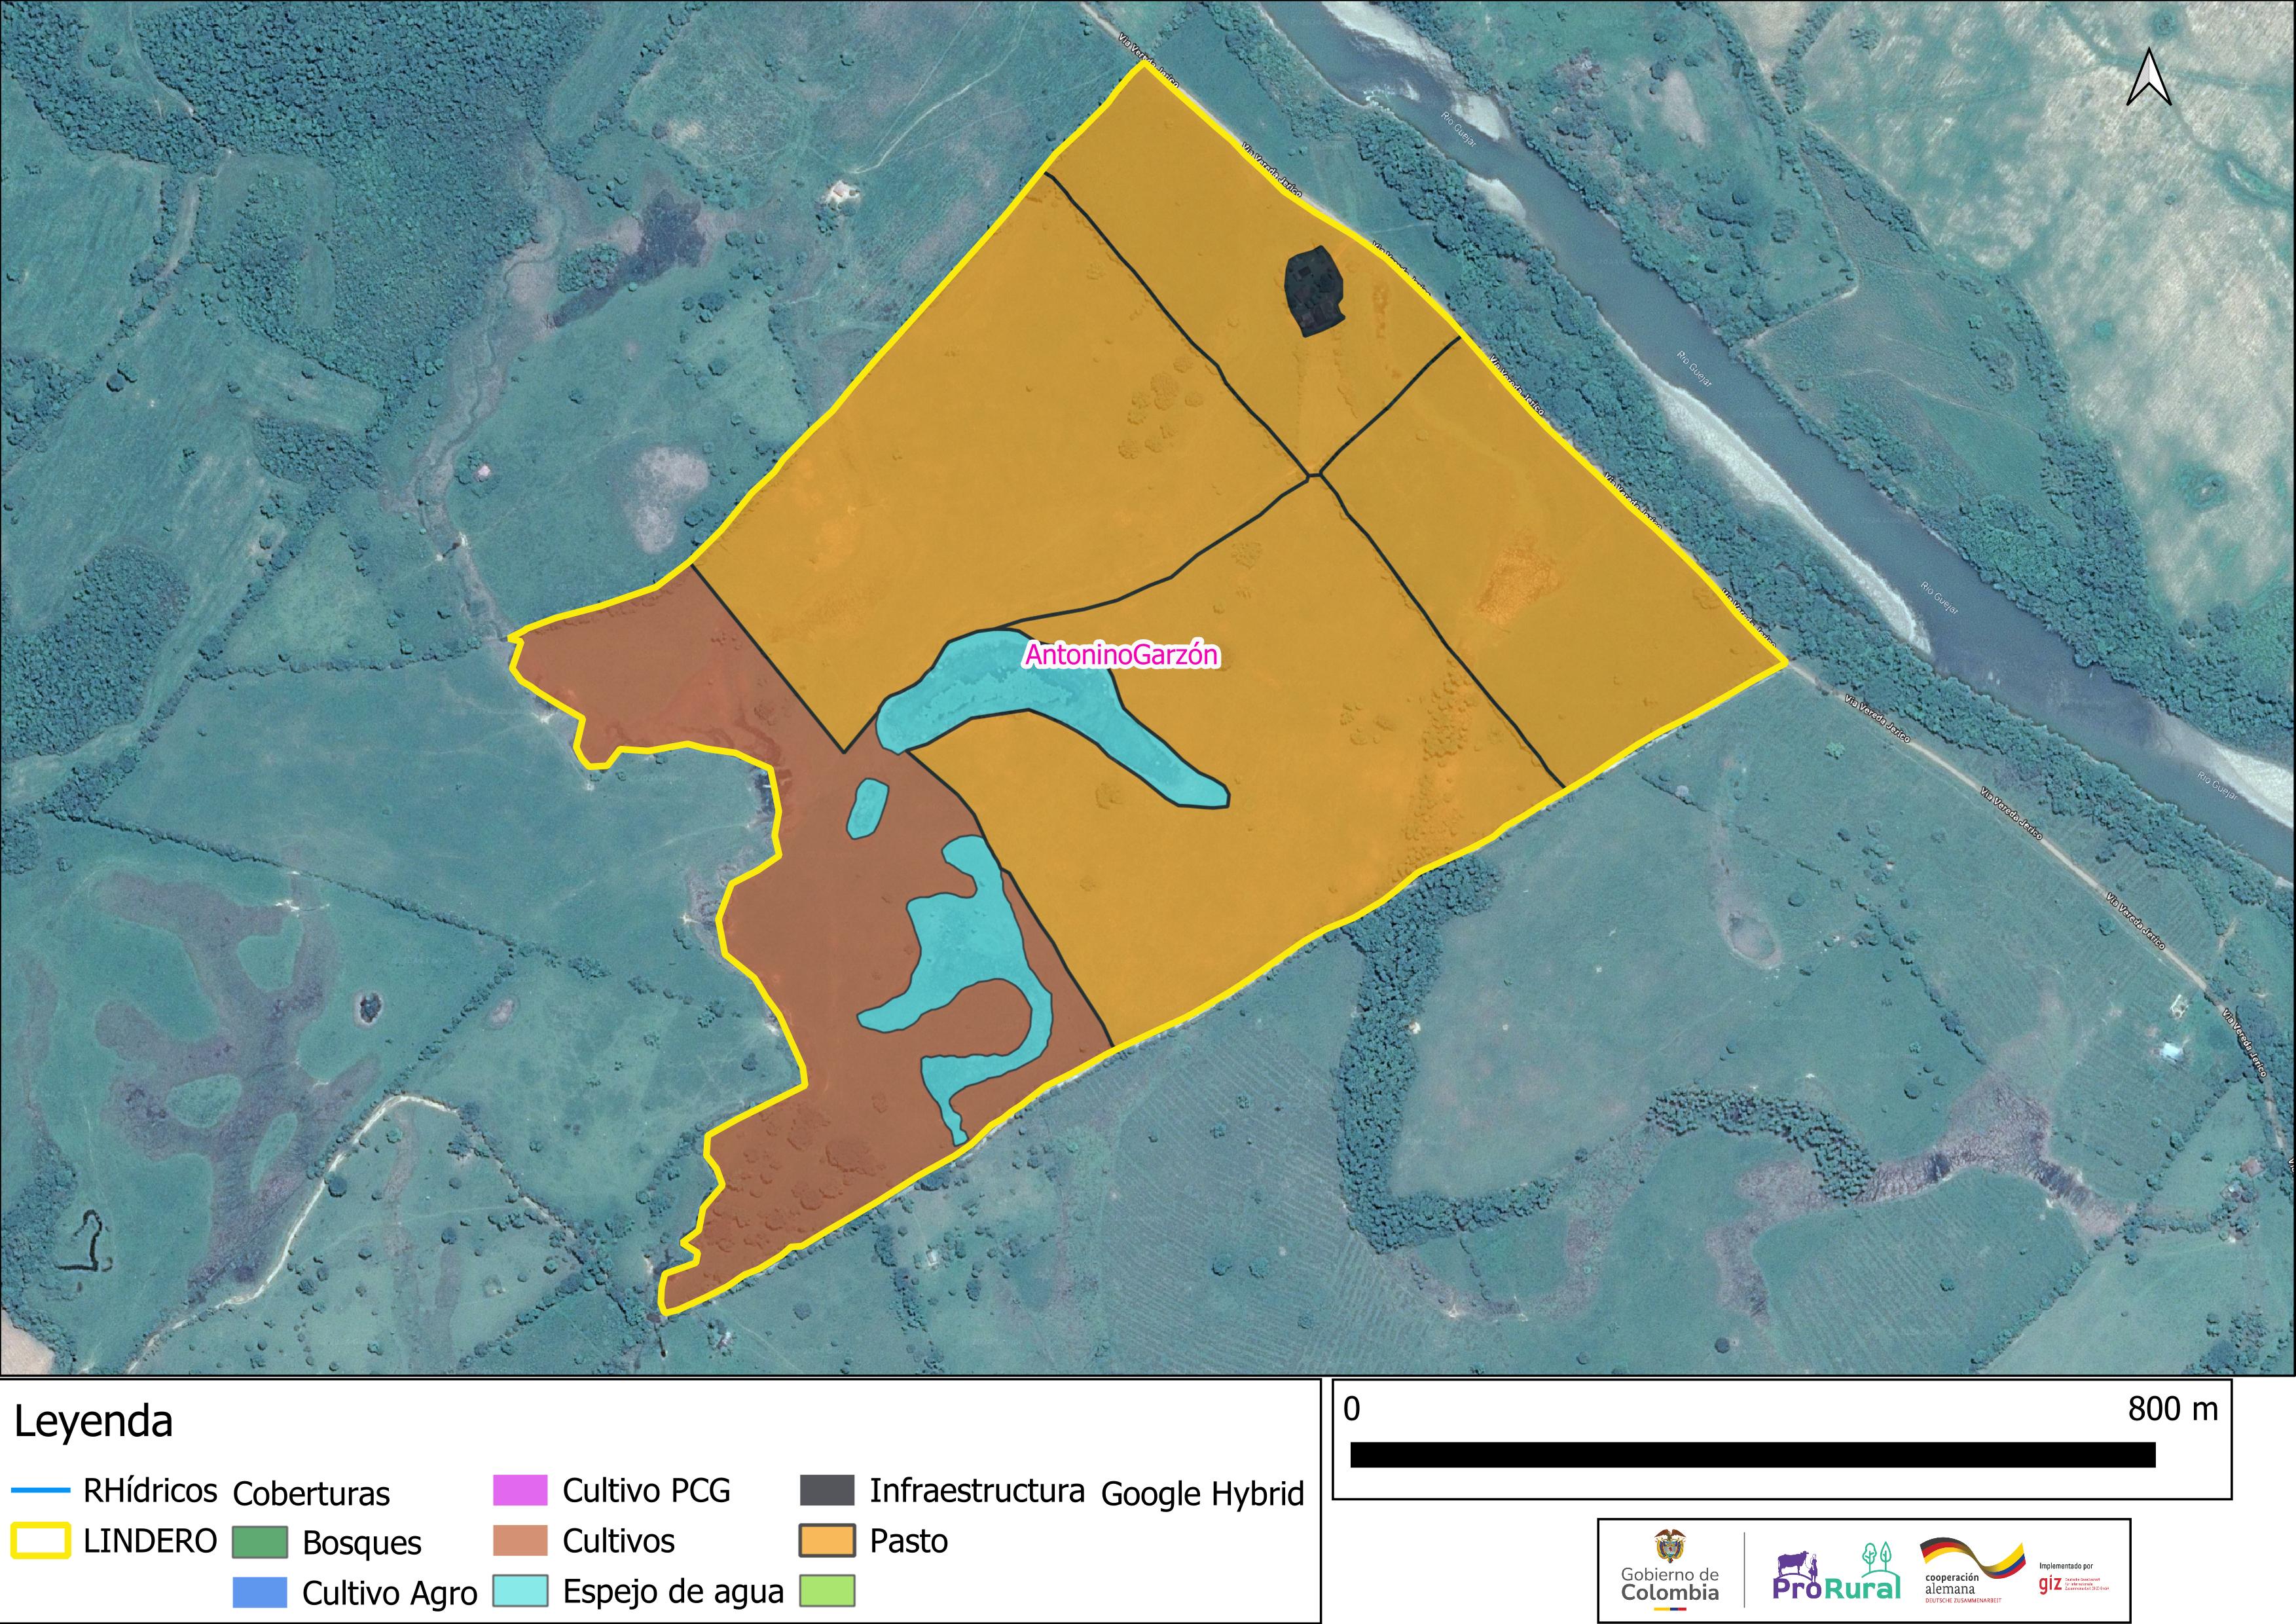 Vía Vereda Jerico
Río Guejar
Vía Vereda Jerico
Vía Vereda Jerico
Río Guejar
Vía Vereda Jerico
Vía Vereda Jerico
Río Guejar
Vía Vereda Jerico
AntoninoGarzón
Vía Vereda Jerico
Río Guejar
Vía Vereda Jerico
Vía Vereda Jerico
Vía Vereda Jerico
Leyenda
RHídricos
LINDERO
Coberturas
Bosques
Cultivo Agro
Cultivo PCG
Cultivos
Espejo de agua
Infraestructura
Pasto
Google Hybrid
0 800 m
Gobierno de
Colombia
ProRural
cooperación
alemana
DEUTSCHE ZUSAMMENARBEIT
Implementado por
giz